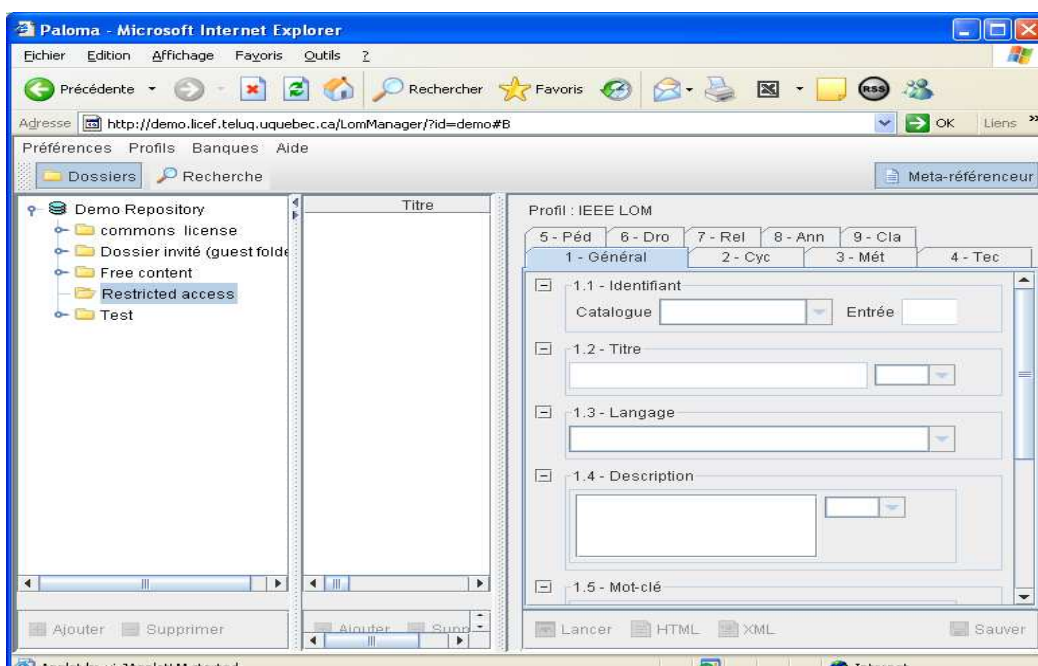 Paloma - Microsoft Internet Explorer
Fichier Edition Affichage Favoris Outils ?
Précédente Rechercher Favoris RSS
Adresse http://demo.licef.teluq.uquebec.ca/LomManager/?id=demo#B OK Liens »
Préférences Profils Banques Aide
Dossiers Recherche Meta-référenceur
Demo Repository
commons license
Dossier invité (guest folde
Free content
Restricted access
Test
Titre
Profil : IEEE LOM
5 - Péd 6 - Dro 7 - Rel 8 - Ann 9 - Cla
1 - Général 2 - Cyc 3 - Mét 4 - Tec
1.1 - Identifiant
Catalogue Entrée
1.2 - Titre
1.3 - Langage
1.4 - Description
1.5 - Mot-clé
Ajouter Supprimer
Ajouter Supp
Lancer HTML XML Sauver
Internet